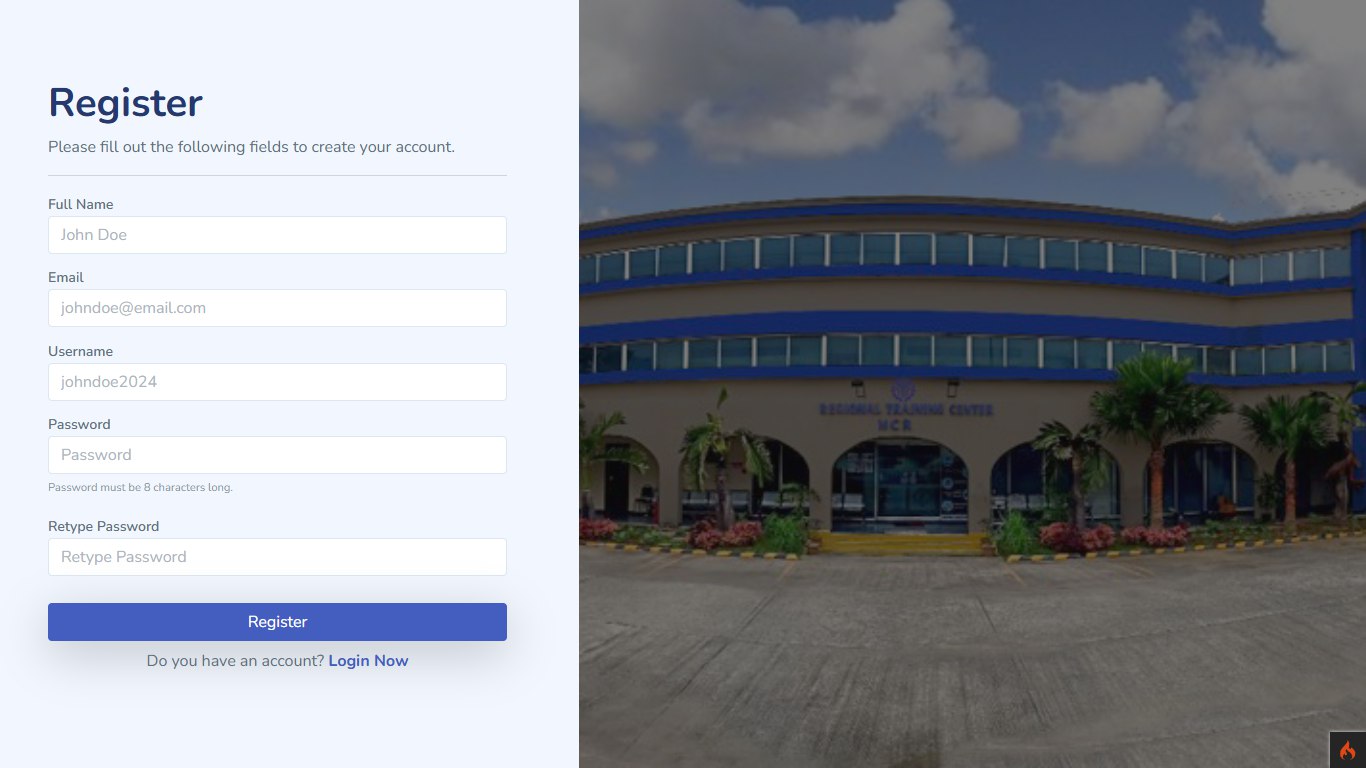 Register
Please fill out the following fields to create your account.
Full Name
John Doe
Email
johndoe@email.com
Username
johndoe2024
Password
Password
Password must be 8 characters long.
Retype Password
Retype Password
Register
Do you have an account? Login Now
REGIONAL TRAINING CENTER
NCR